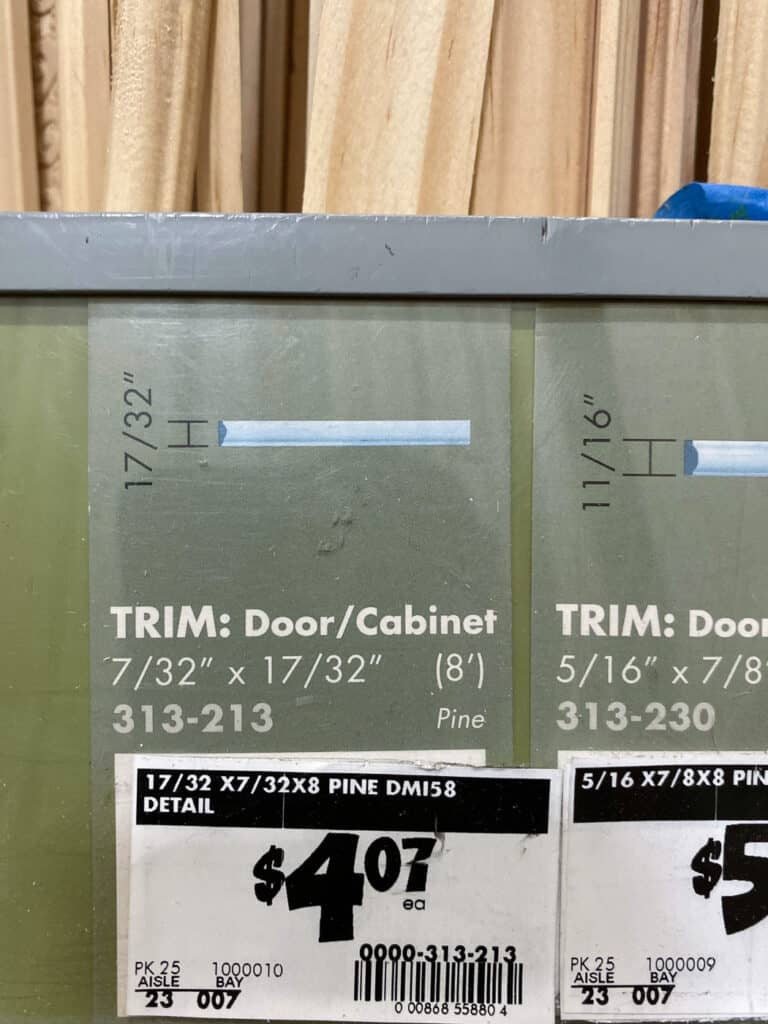 17/32"
TRIM: Door/Cabinet
7/32" x 17/32" (8')
313-213 Pine
17/32 X7/32X8 PINE DMI58
DETAIL
$4.07
ea
0000-313-213
PK 25 1000010
AISLE BAY
23 007
0 00868 55880 4
11/16"
TRIM: Door
5/16" x 7/8"
313-230
5/16 X7/8X8 PIN
$5
PK 25 1000009
AISLE BAY
23 007